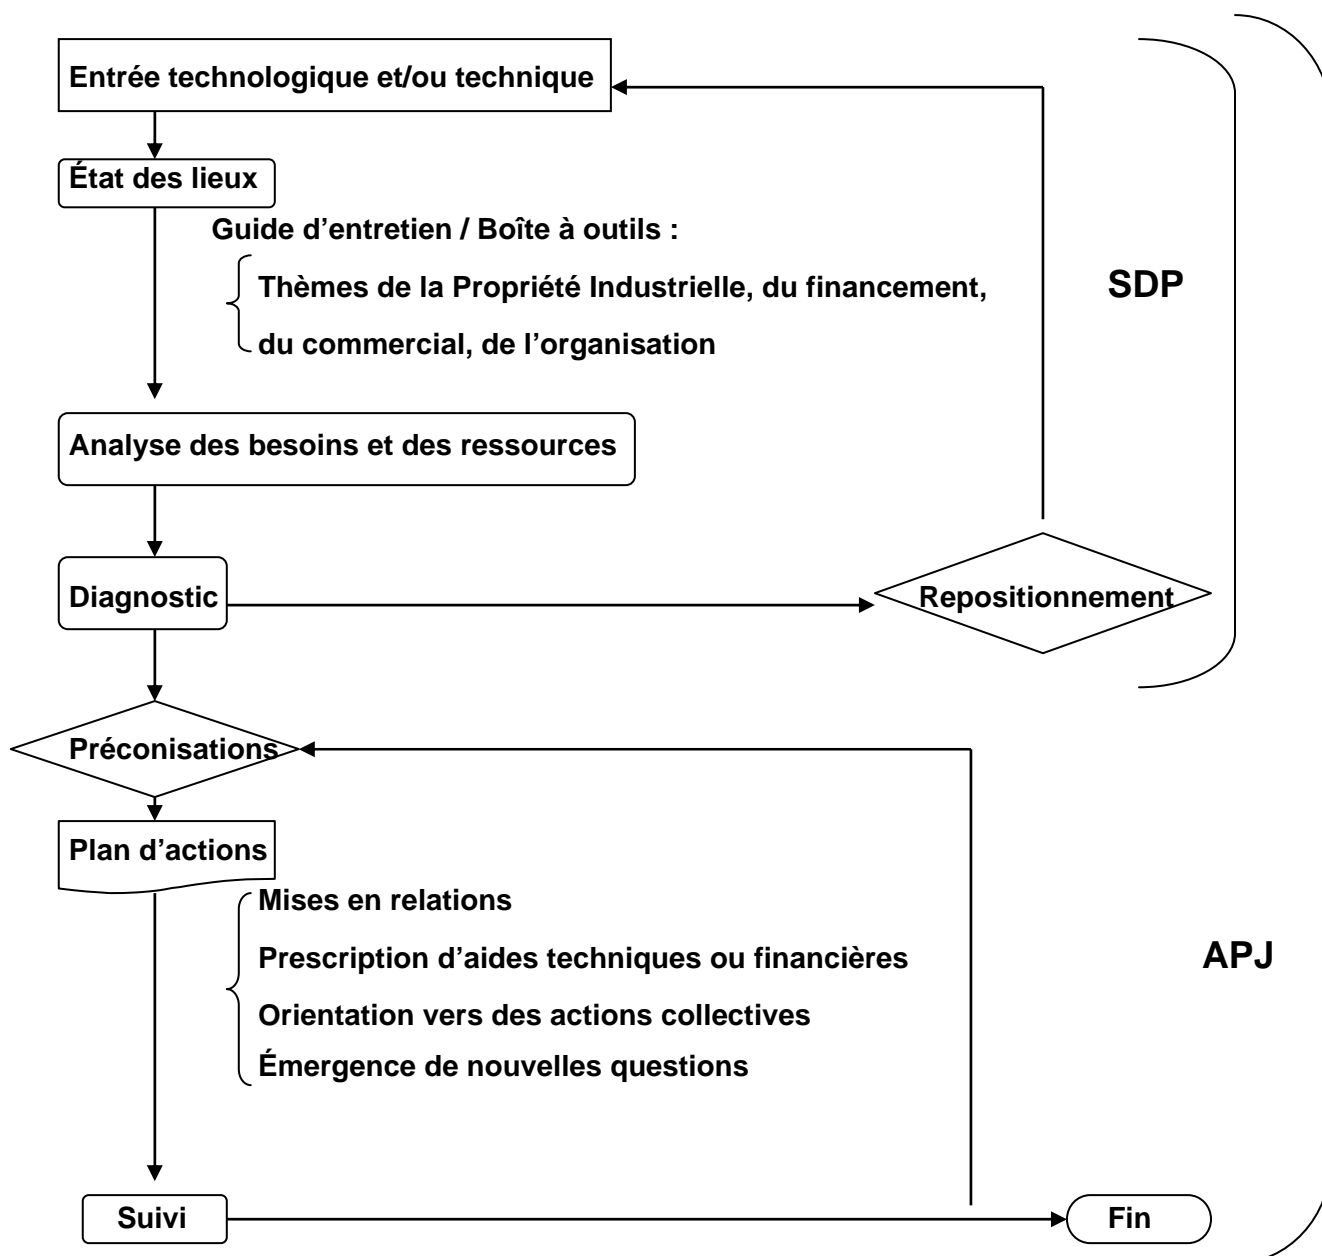 Entrée technologique et/ou technique
État des lieux
Guide d’entretien / Boîte à outils :
Thèmes de la Propriété Industrielle, du financement,
du commercial, de l’organisation
SDP
Analyse des besoins et des ressources
Diagnostic
Repositionnement
Préconisations
Plan d’actions
Mises en relations
Prescription d’aides techniques ou financières
APJ
Orientation vers des actions collectives
Émergence de nouvelles questions
Suivi
Fin